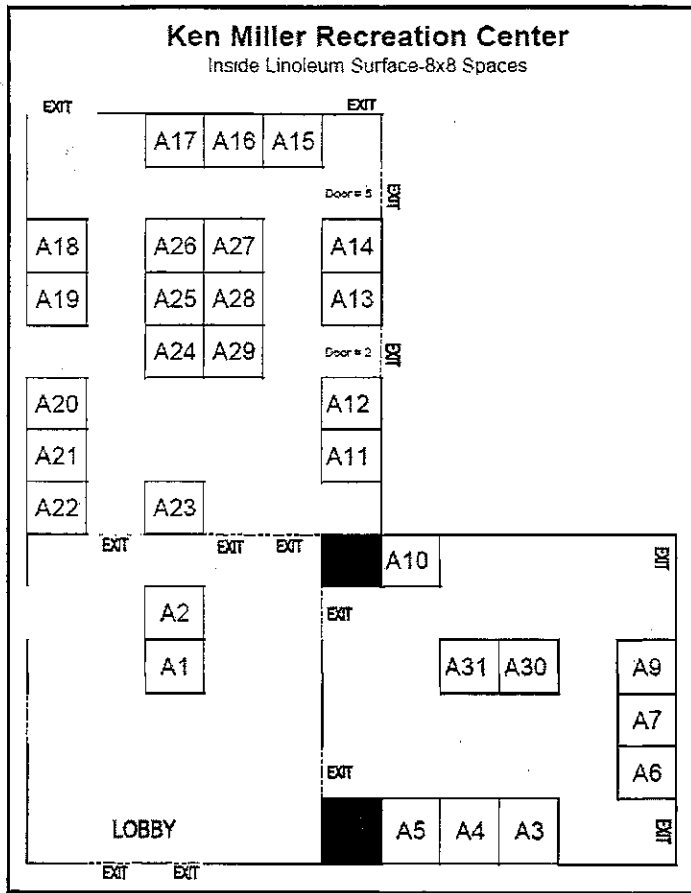 Ken Miller Recreation Center
Inside Linoleum Surface-8x8 Spaces
EXIT EXIT
A17 A16 A15
Door# 5 EXIT
A18 A26 A27 A14
A19 A25 A28 A13
A24 A29 Door# 2 EXIT
A20 A12
A21 A11
A22 A23
EXIT EXIT EXIT
A10 EXIT
A2 EXIT
A1 A31 A30 A9
A7
EXIT A6
LOBBY A5 A4 A3 EXIT
EXIT EXIT